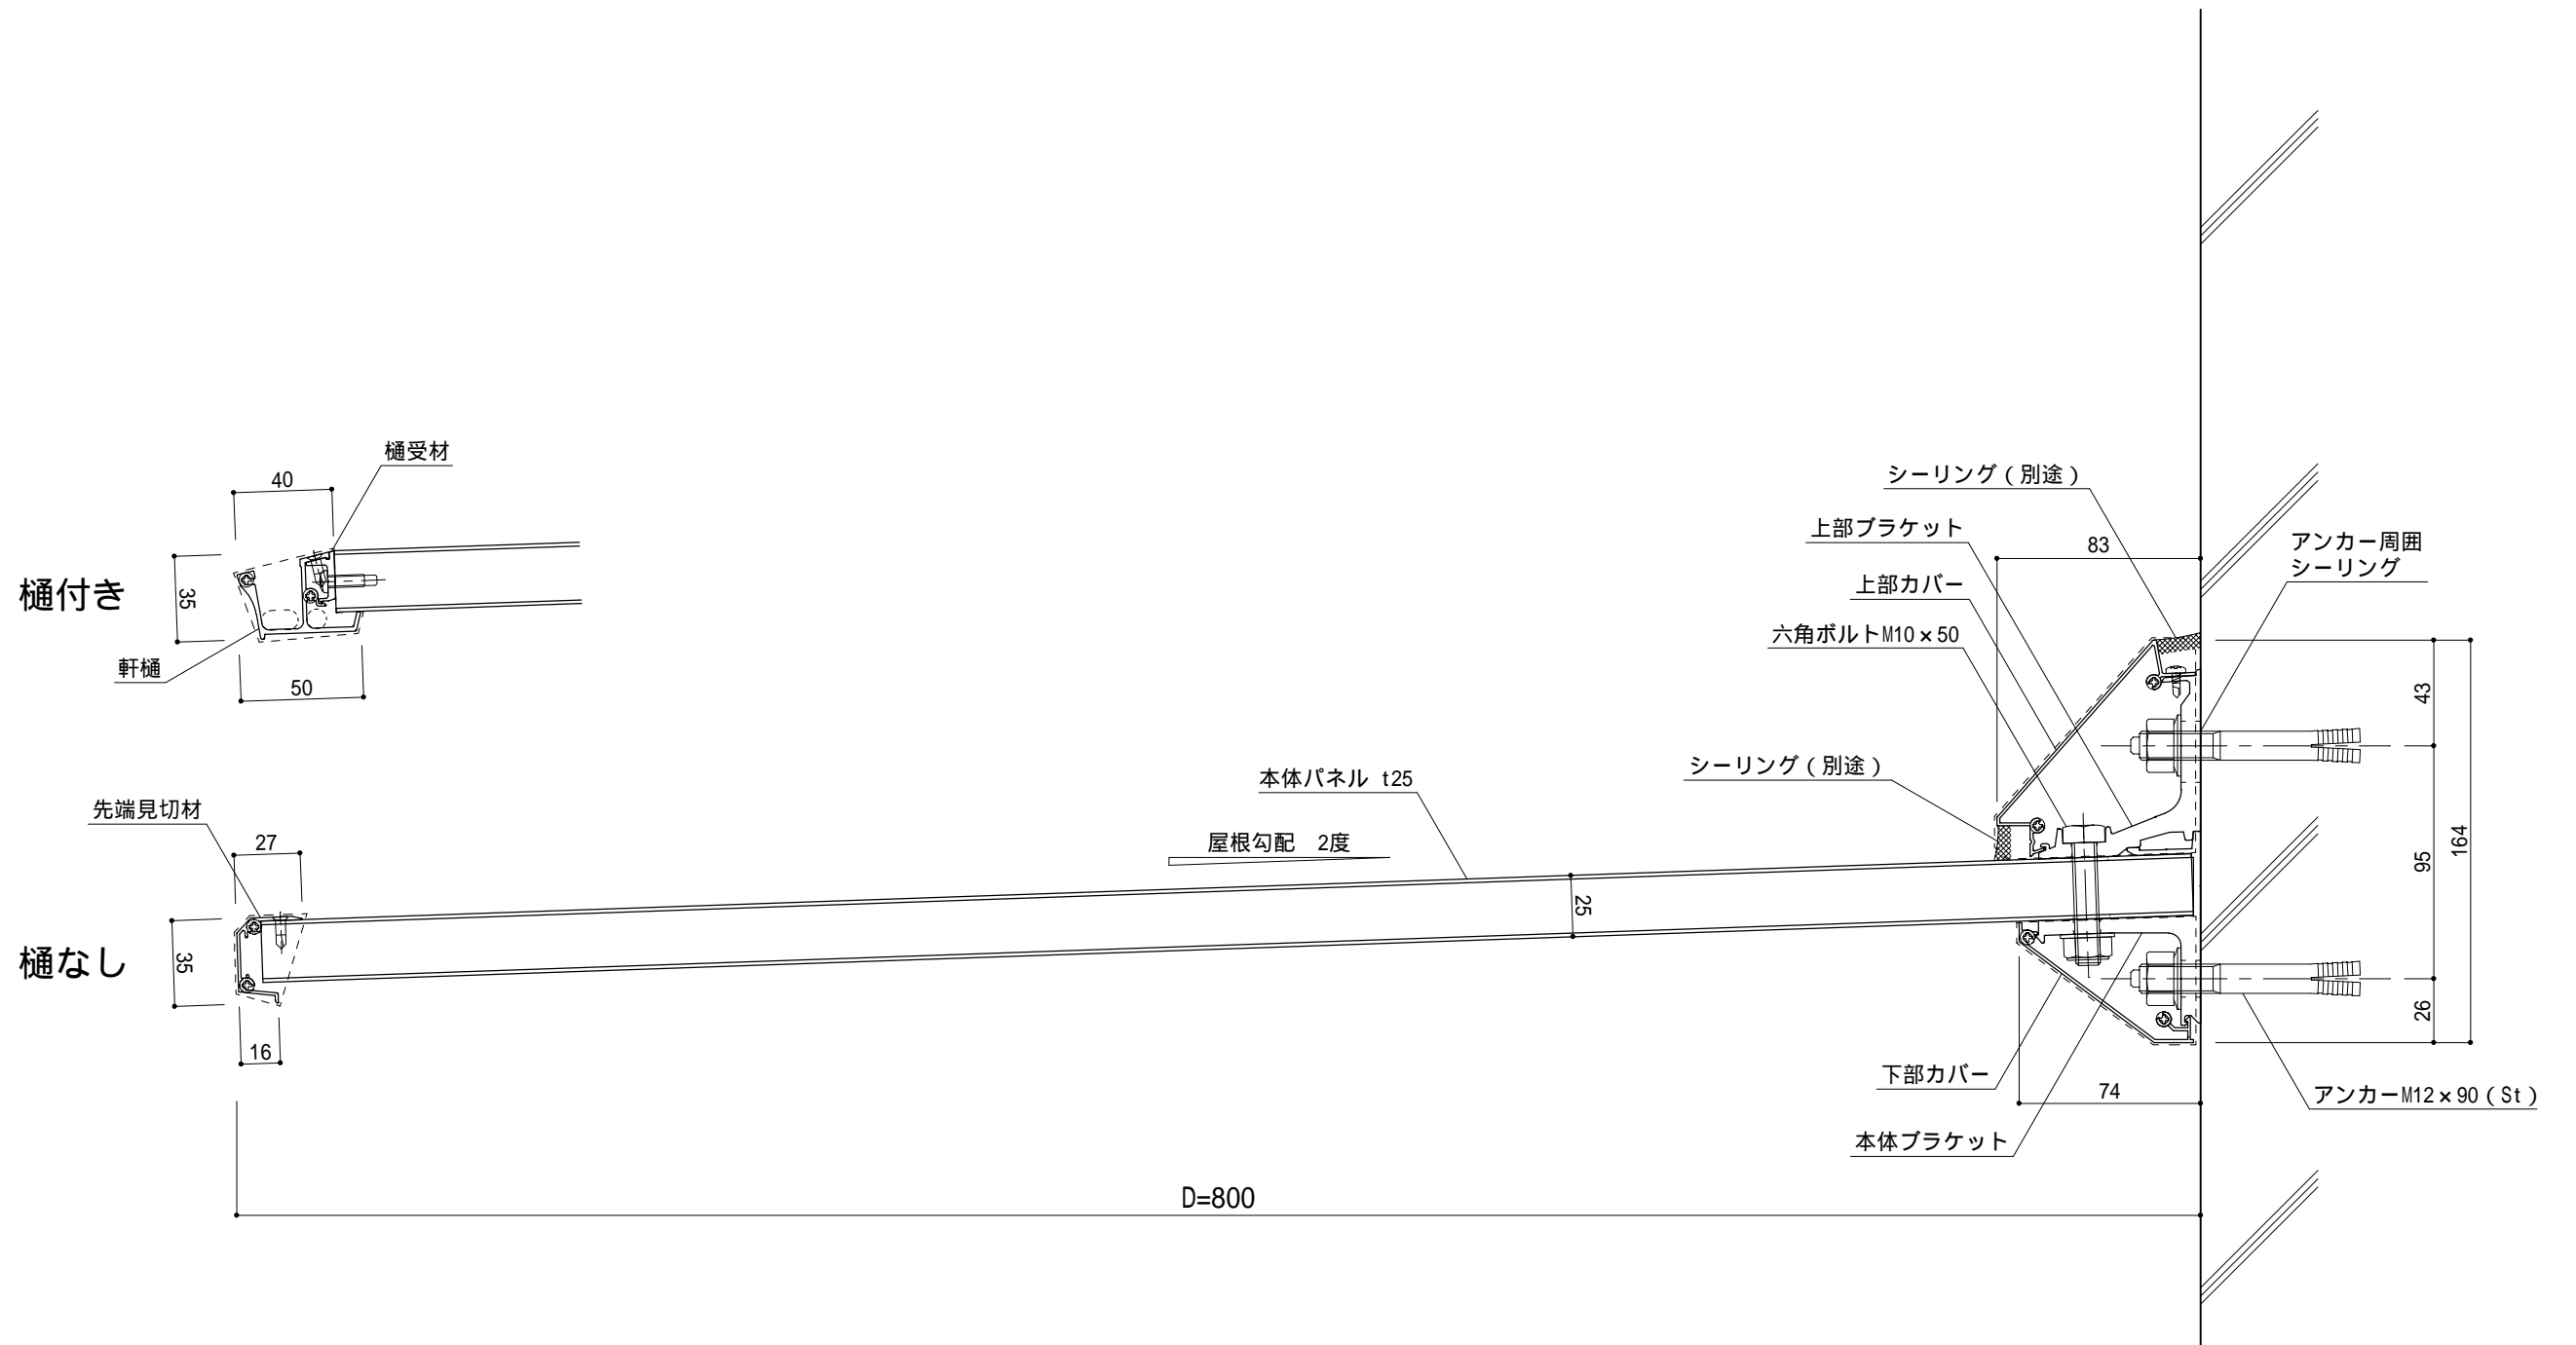 樋受材
40
シーリング（別途）
上部ブラケット
アンカー周囲
シーリング
83
上部カバー
樋付き
35
六角ボルトM10×50
軒樋
50
43
シーリング（別途）
本体パネル t25
先端見切材
屋根勾配 2度
27
164
95
25
樋なし
35
26
16
下部カバー
74
アンカーM12×90（St）
本体ブラケット
D=800